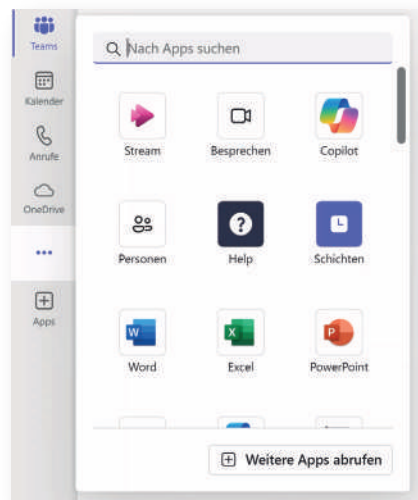 Teams
Kalender
Anrufe
OneDrive
Apps
Nach Apps suchen
Stream Besprechen Copilot
Personen Help Schichten
Word Excel PowerPoint
Weitere Apps abrufen